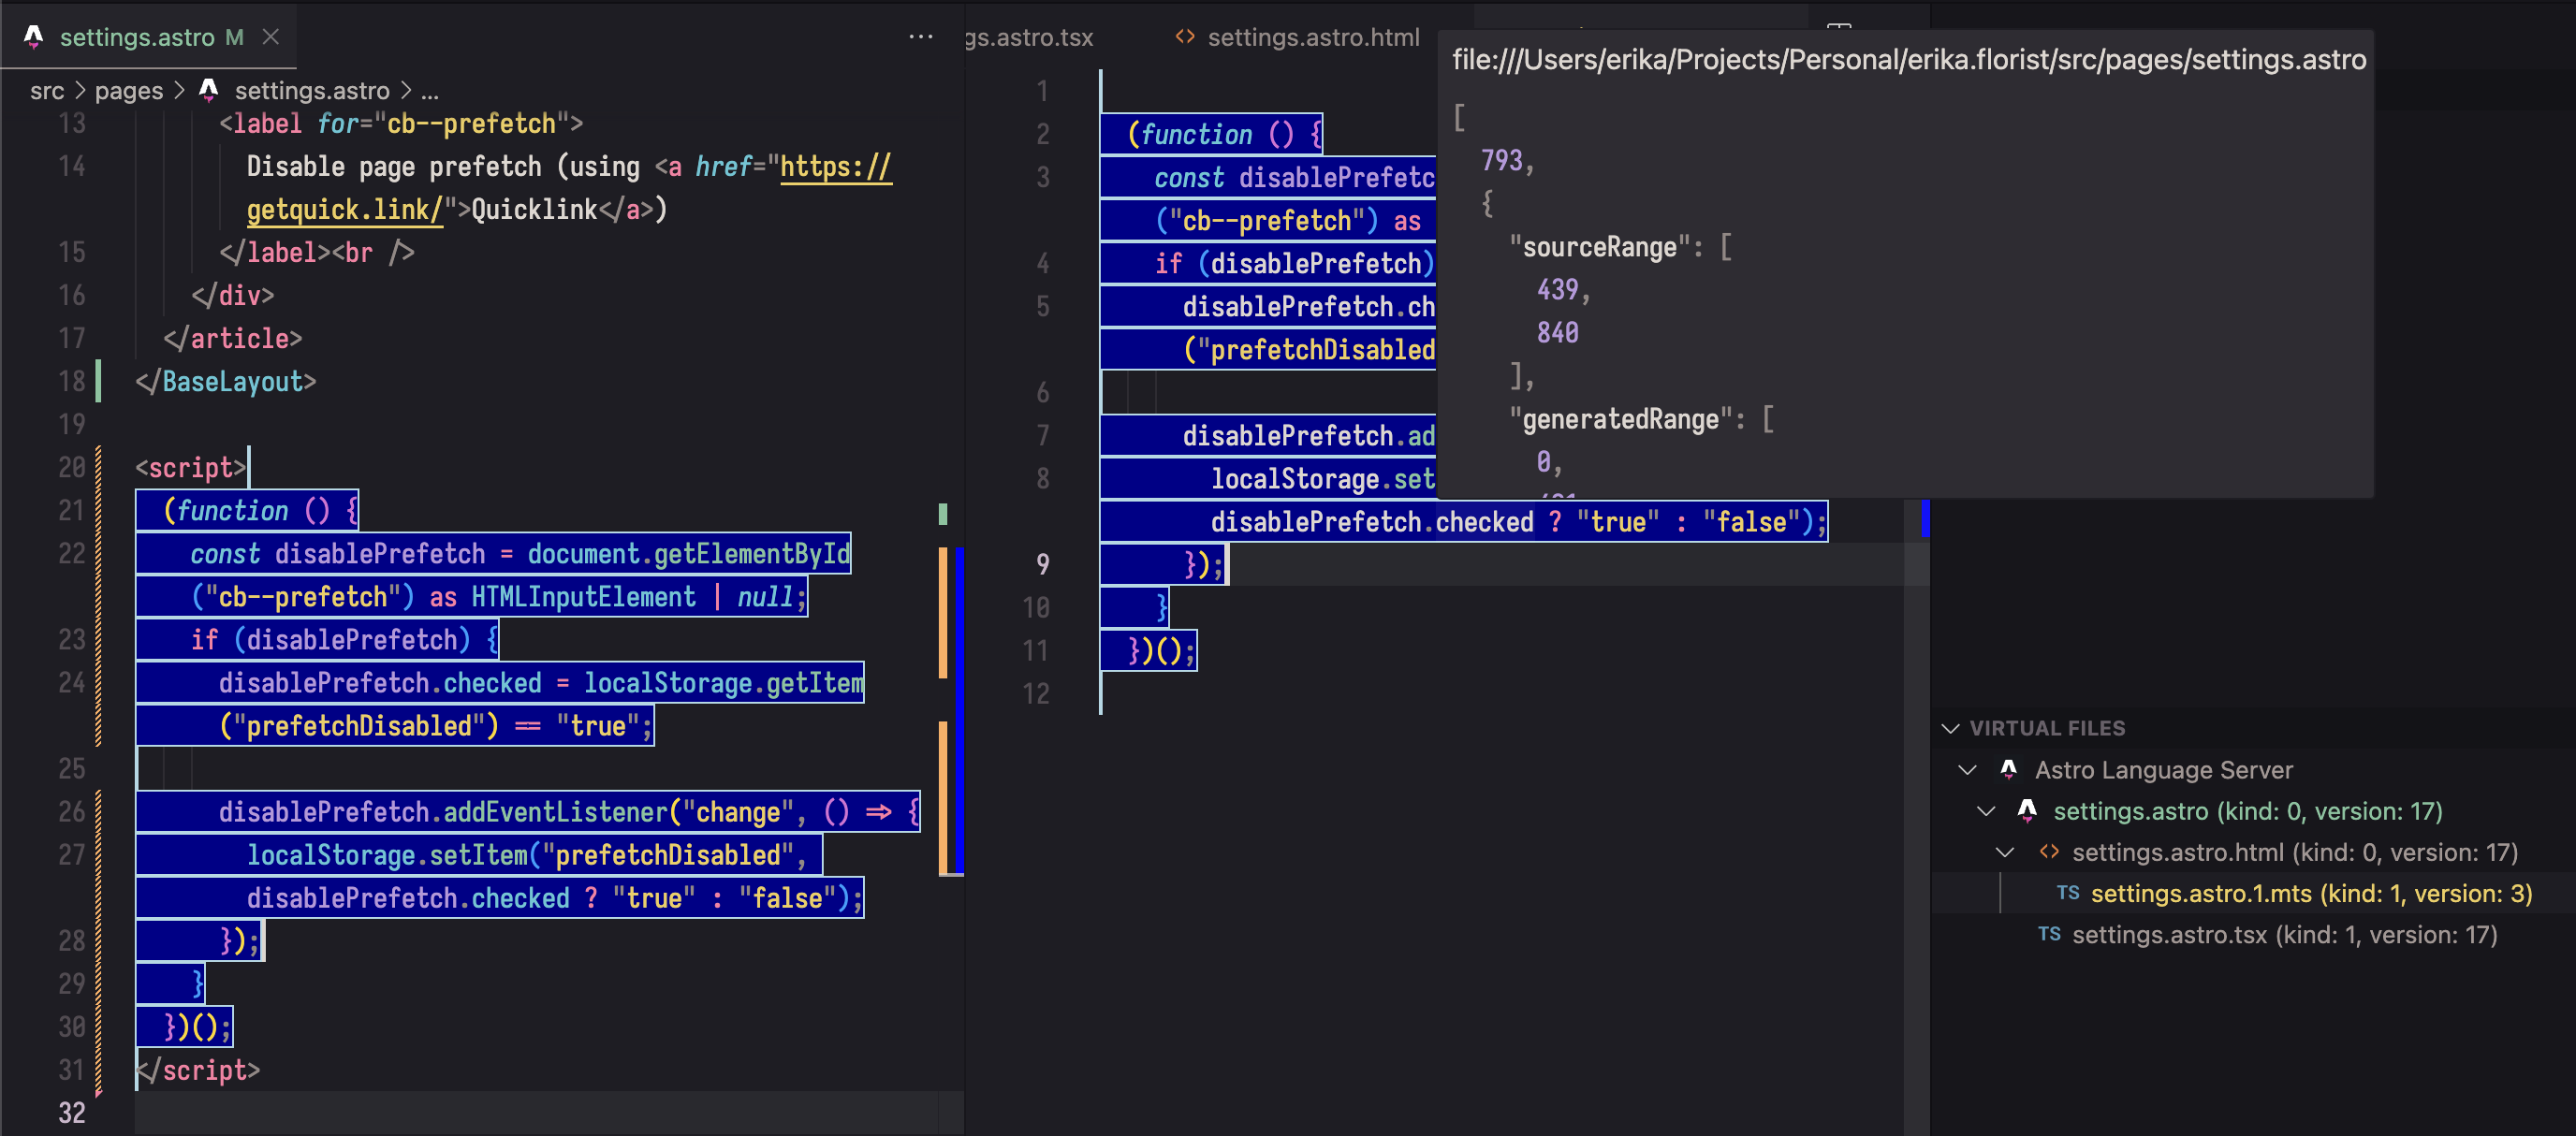 settings.astro M
src > pages > settings.astro > ...
13 <label for="cb--prefetch">
14 Disable page prefetch (using <a href="https://
getquick.link/">Quicklink</a>)
15 </label><br />
16 </div>
17 </article>
18 </BaseLayout>
19
20 <script>
21 (function () {
22 const disablePrefetch = document.getElementById
("cb--prefetch") as HTMLInputElement | null;
23 if (disablePrefetch) {
24 disablePrefetch.checked = localStorage.getItem
("prefetchDisabled") == "true";
25
26 disablePrefetch.addEventListener("change", () => {
27 localStorage.setItem("prefetchDisabled",
disablePrefetch.checked ? "true" : "false");
28 });
29 }
30 })();
31 </script>
32
gs.astro.tsx
settings.astro.html
1
2 (function () {
3 const disablePrefetc
("cb--prefetch") as
4 if (disablePrefetch)
5 disablePrefetch.ch
("prefetchDisabled
6
7 disablePrefetch.ad
8 localStorage.set
disablePrefetch.checked ? "true" : "false");
9 });
10 }
11 })();
12
file:///Users/erika/Projects/Personal/erika.florist/src/pages/settings.astro
[
793,
{
"sourceRange": [
439,
840
],
"generatedRange": [
0,
VIRTUAL FILES
Astro Language Server
settings.astro (kind: 0, version: 17)
settings.astro.html (kind: 0, version: 17)
TS settings.astro.1.mts (kind: 1, version: 3)
TS settings.astro.tsx (kind: 1, version: 17)